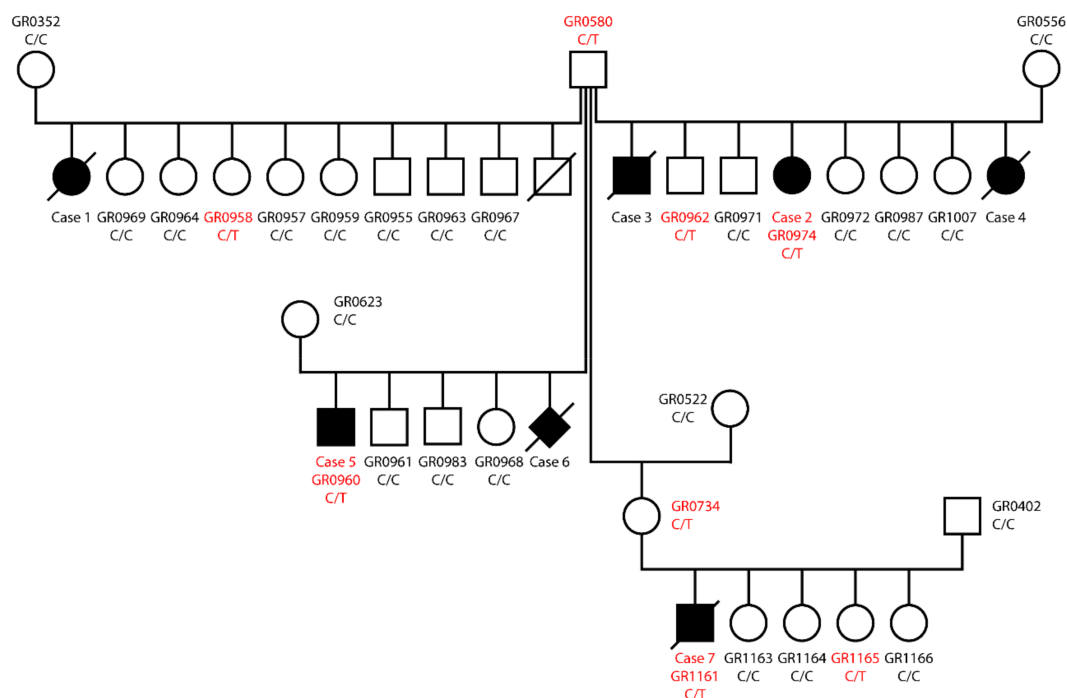 GR0352
C/C
GR0580
C/T
GR0556
C/C
Case 1
GR0969
C/C
GR0964
C/C
GR0958
C/T
GR0957
C/C
GR0959
C/C
GR0955
C/C
GR0963
C/C
GR0967
C/C
Case 3
GR0962
C/T
GR0971
C/C
Case 2
GR0974
C/T
GR0972
C/C
GR0987
C/C
GR1007
C/C
Case 4
GR0623
C/C
GR0522
C/C
Case 5
GR0960
C/T
GR0961
C/C
GR0983
C/C
GR0968
C/C
Case 6
GR0734
C/T
GR0402
C/C
Case 7
GR1161
C/T
GR1163
C/C
GR1164
C/C
GR1165
C/T
GR1166
C/C